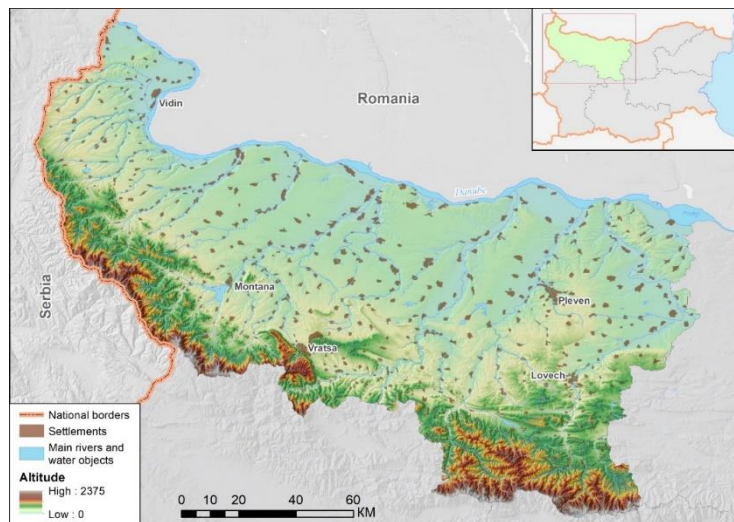 Romania
Vidin
Danube
Serbia
Montana
Pleven
Vratsa
Lovech
National borders
Settlements
Main rivers and
water objects
Altitude
High : 2375
Low : 0
0 10 20 40 60
KM